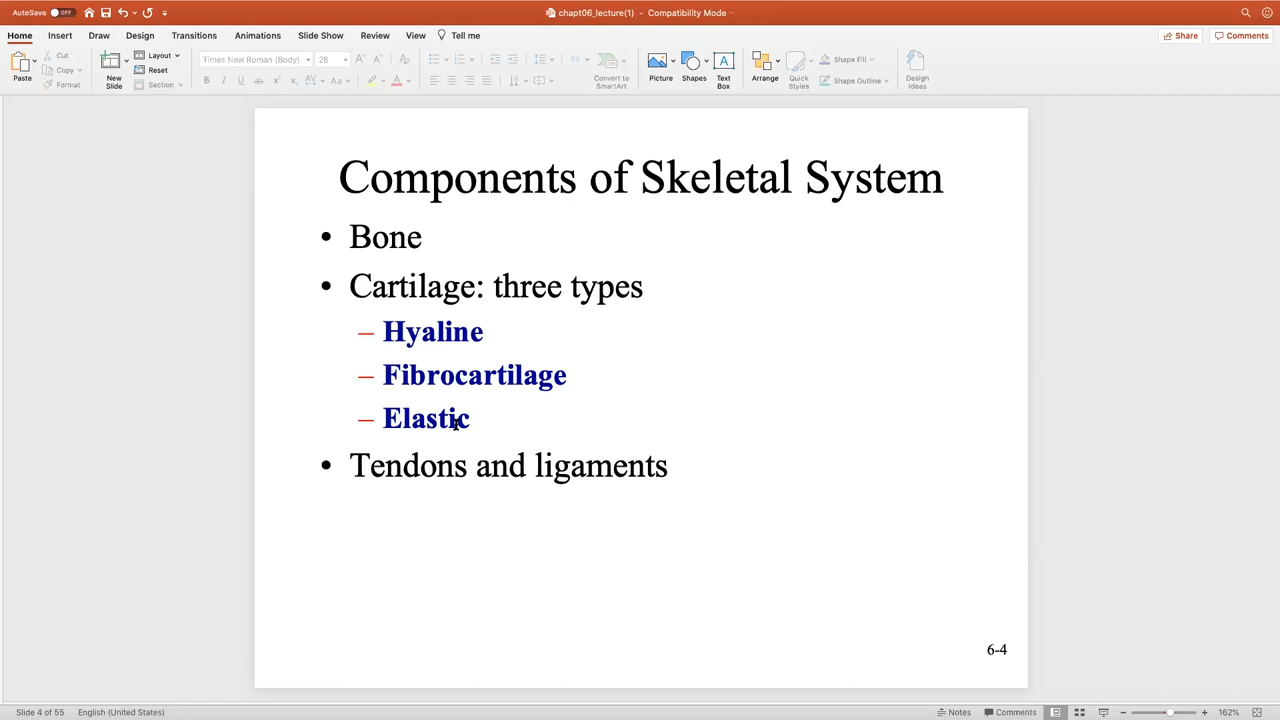 AutoSave OFF
chapt06_lecture(1) - Compatibility Mode
Home Insert Draw Design Transitions Animations Slide Show Review View Tell me Share Comments
Paste Cut Copy Format
New Slide Layout Reset Section
Times New Roman (Body) 28
Convert to SmartArt
Picture Shapes Text Box Arrange Quick Styles Shape Fill Shape Outline Design Ideas
Components of Skeletal System
• Bone
• Cartilage: three types
– Hyaline
– Fibrocartilage
– Elastic
• Tendons and ligaments
6-4
Slide 4 of 55 English (United States) Notes Comments 162%